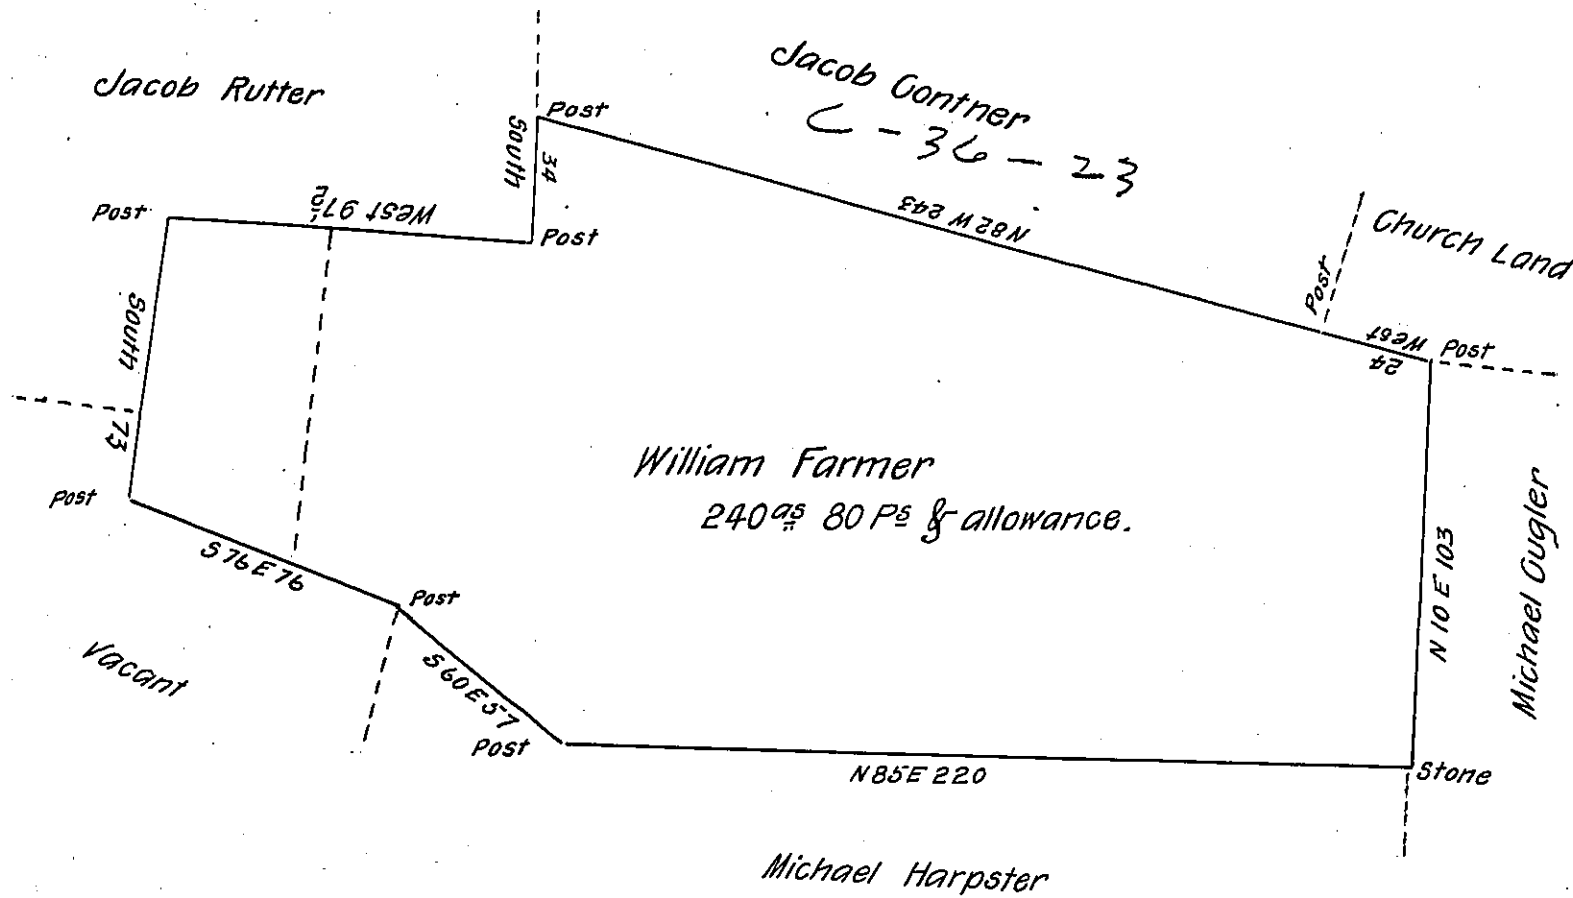 Jacob Rutter
Jacob Contner
C - 36 - 23
Post
South
34
Post
West 97½
Post
N 82 W 243
Church Land
Post
West
24
Post
South
73
Post
William Farmer
240 as 80 Ps & allowance.
S 76 E 76
Post
Vacant
S 60 E 57
Post
N 85 E 220
Stone
N 10 E 103
Michael Gugler
Michael Harpster